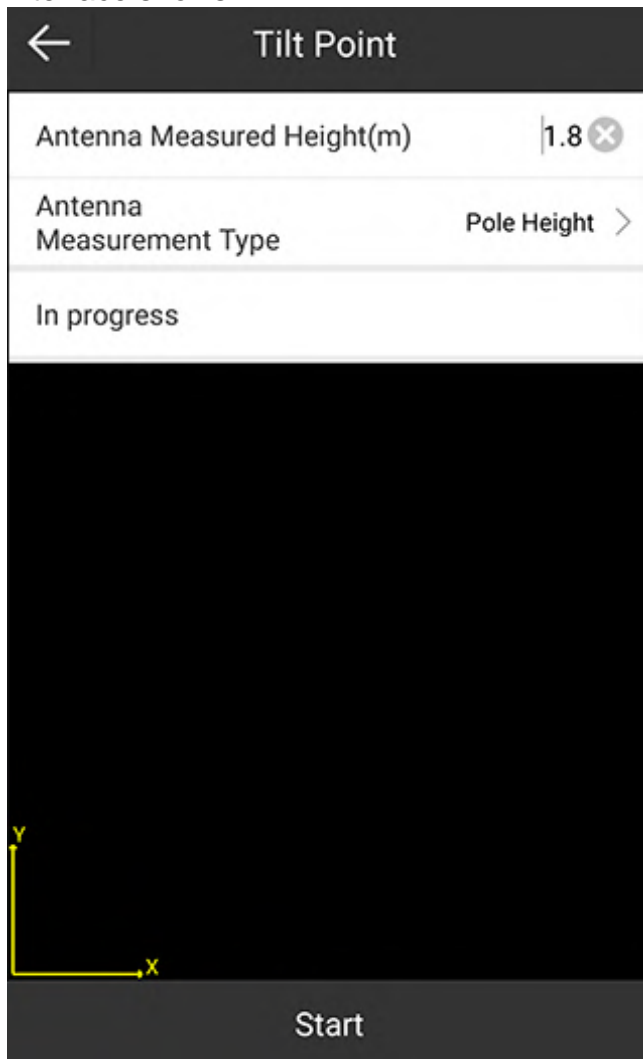 Tilt Point
Antenna Measured Height(m) 1.8
Antenna
Measurement Type Pole Height
In progress
Y
X
Start